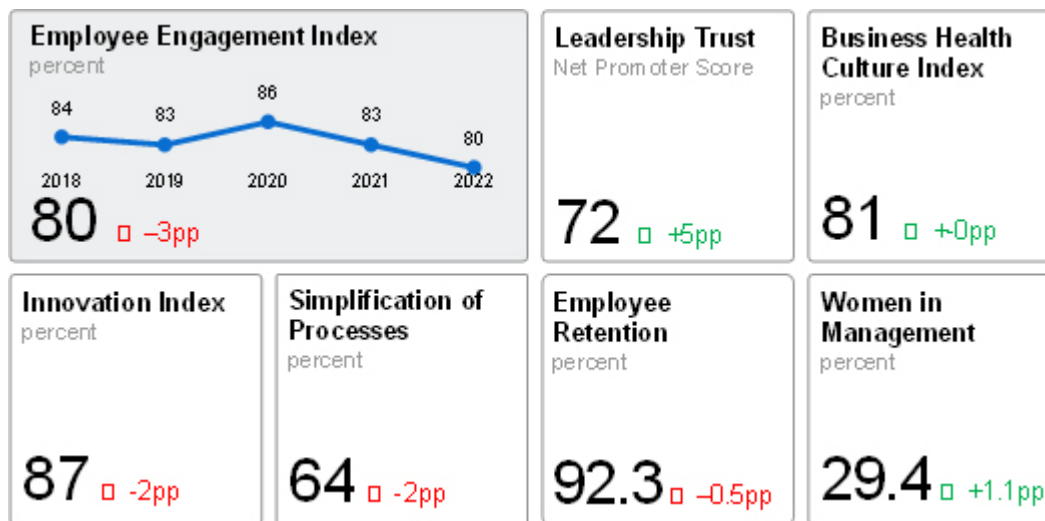 Employee Engagement Index
percent
84
83
86
83
80
2018
2019
2020
2021
2022
80 –3pp
Leadership Trust
Net Promoter Score
72 +5pp
Business Health
Culture Index
percent
81 +-0pp
Innovation Index
percent
87 -2pp
Simplification of
Processes
percent
64 -2pp
Employee
Retention
percent
92.3 –0.5pp
Women in
Management
percent
29.4 +1.1pp